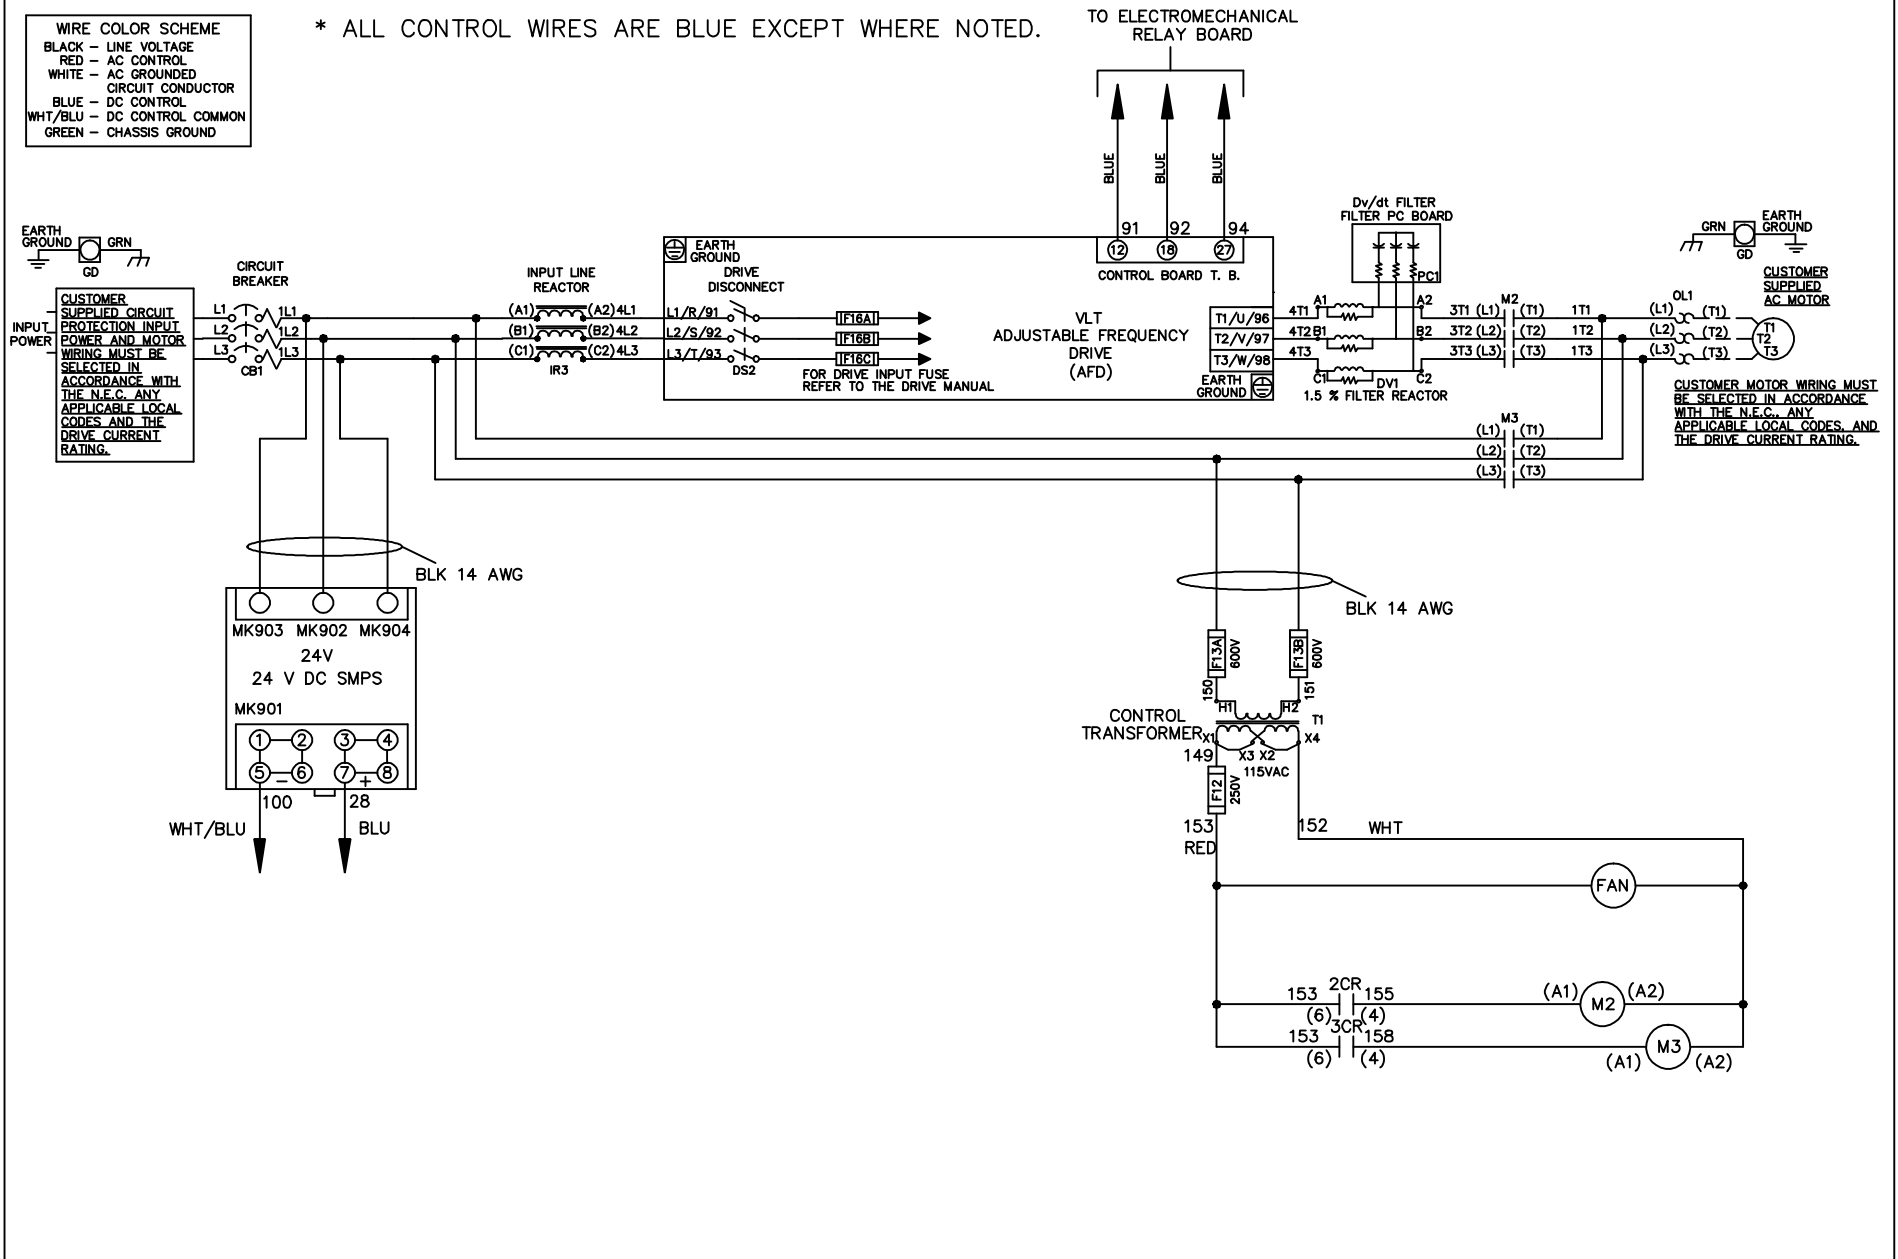 WIRE COLOR SCHEME
BLACK – LINE VOLTAGE
RED – AC CONTROL
WHITE – AC GROUNDED
CIRCUIT CONDUCTOR
BLUE – DC CONTROL
WHT/BLU – DC CONTROL COMMON
GREEN – CHASSIS GROUND
* ALL CONTROL WIRES ARE BLUE EXCEPT WHERE NOTED.
TO ELECTROMECHANICAL
RELAY BOARD
BLUE
BLUE
BLUE
91
92
94
12
18
27
CONTROL BOARD T. B.
EARTH
GROUND
GRN
GD
CUSTOMER
SUPPLIED CIRCUIT
PROTECTION INPUT
POWER AND MOTOR
WIRING MUST BE
SELECTED IN
ACCORDANCE WITH
THE N.E.C. ANY
APPLICABLE LOCAL
CODES AND THE
DRIVE CURRENT
RATING.
INPUT
POWER
CIRCUIT
BREAKER
L1
L2
L3
1L1
1L2
1L3
CB1
INPUT LINE
REACTOR
(A1)
(A2)
4L1
(B1)
(B2)
4L2
(C1)
(C2)
4L3
IR3
EARTH
GROUND
DRIVE
DISCONNECT
L1/R/91
L2/S/92
L3/T/93
DS2
F16A
F16B
F16C
FOR DRIVE INPUT FUSE
REFER TO THE DRIVE MANUAL
VLT
ADJUSTABLE FREQUENCY
DRIVE
(AFD)
T1/U/96
T2/V/97
T3/W/98
EARTH
GROUND
4T1
4T2
4T3
Dv/dt FILTER
FILTER PC BOARD
PC1
A1
A2
B1
B2
C1
C2
DV1
1.5 % FILTER REACTOR
3T1
(L1)
M2
(T1)
1T1
3T2
(L2)
(T2)
1T2
3T3
(L3)
(T3)
1T3
M3
(L1)
(T1)
(L2)
(T2)
(L3)
(T3)
OL1
(L1)
(T1)
(L2)
(T2)
(L3)
(T3)
T1
T2
T3
GRN
EARTH
GROUND
GD
CUSTOMER
SUPPLIED
AC MOTOR
CUSTOMER MOTOR WIRING MUST
BE SELECTED IN ACCORDANCE
WITH THE N.E.C., ANY
APPLICABLE LOCAL CODES, AND
THE DRIVE CURRENT RATING.
BLK 14 AWG
MK903
MK902
MK904
24V
24 V DC SMPS
MK901
1
2
3
4
5
6
7
8
–
+
100
28
WHT/BLU
BLU
BLK 14 AWG
F13A
600V
F13B
600V
150
151
H1
H2
T1
CONTROL
TRANSFORMER
X1
X3
X2
X4
149
115VAC
F12
250V
153
RED
152
WHT
FAN
2CR
153
155
(6)
(4)
(A1)
M2
(A2)
3CR
153
158
(6)
(4)
(A1)
M3
(A2)